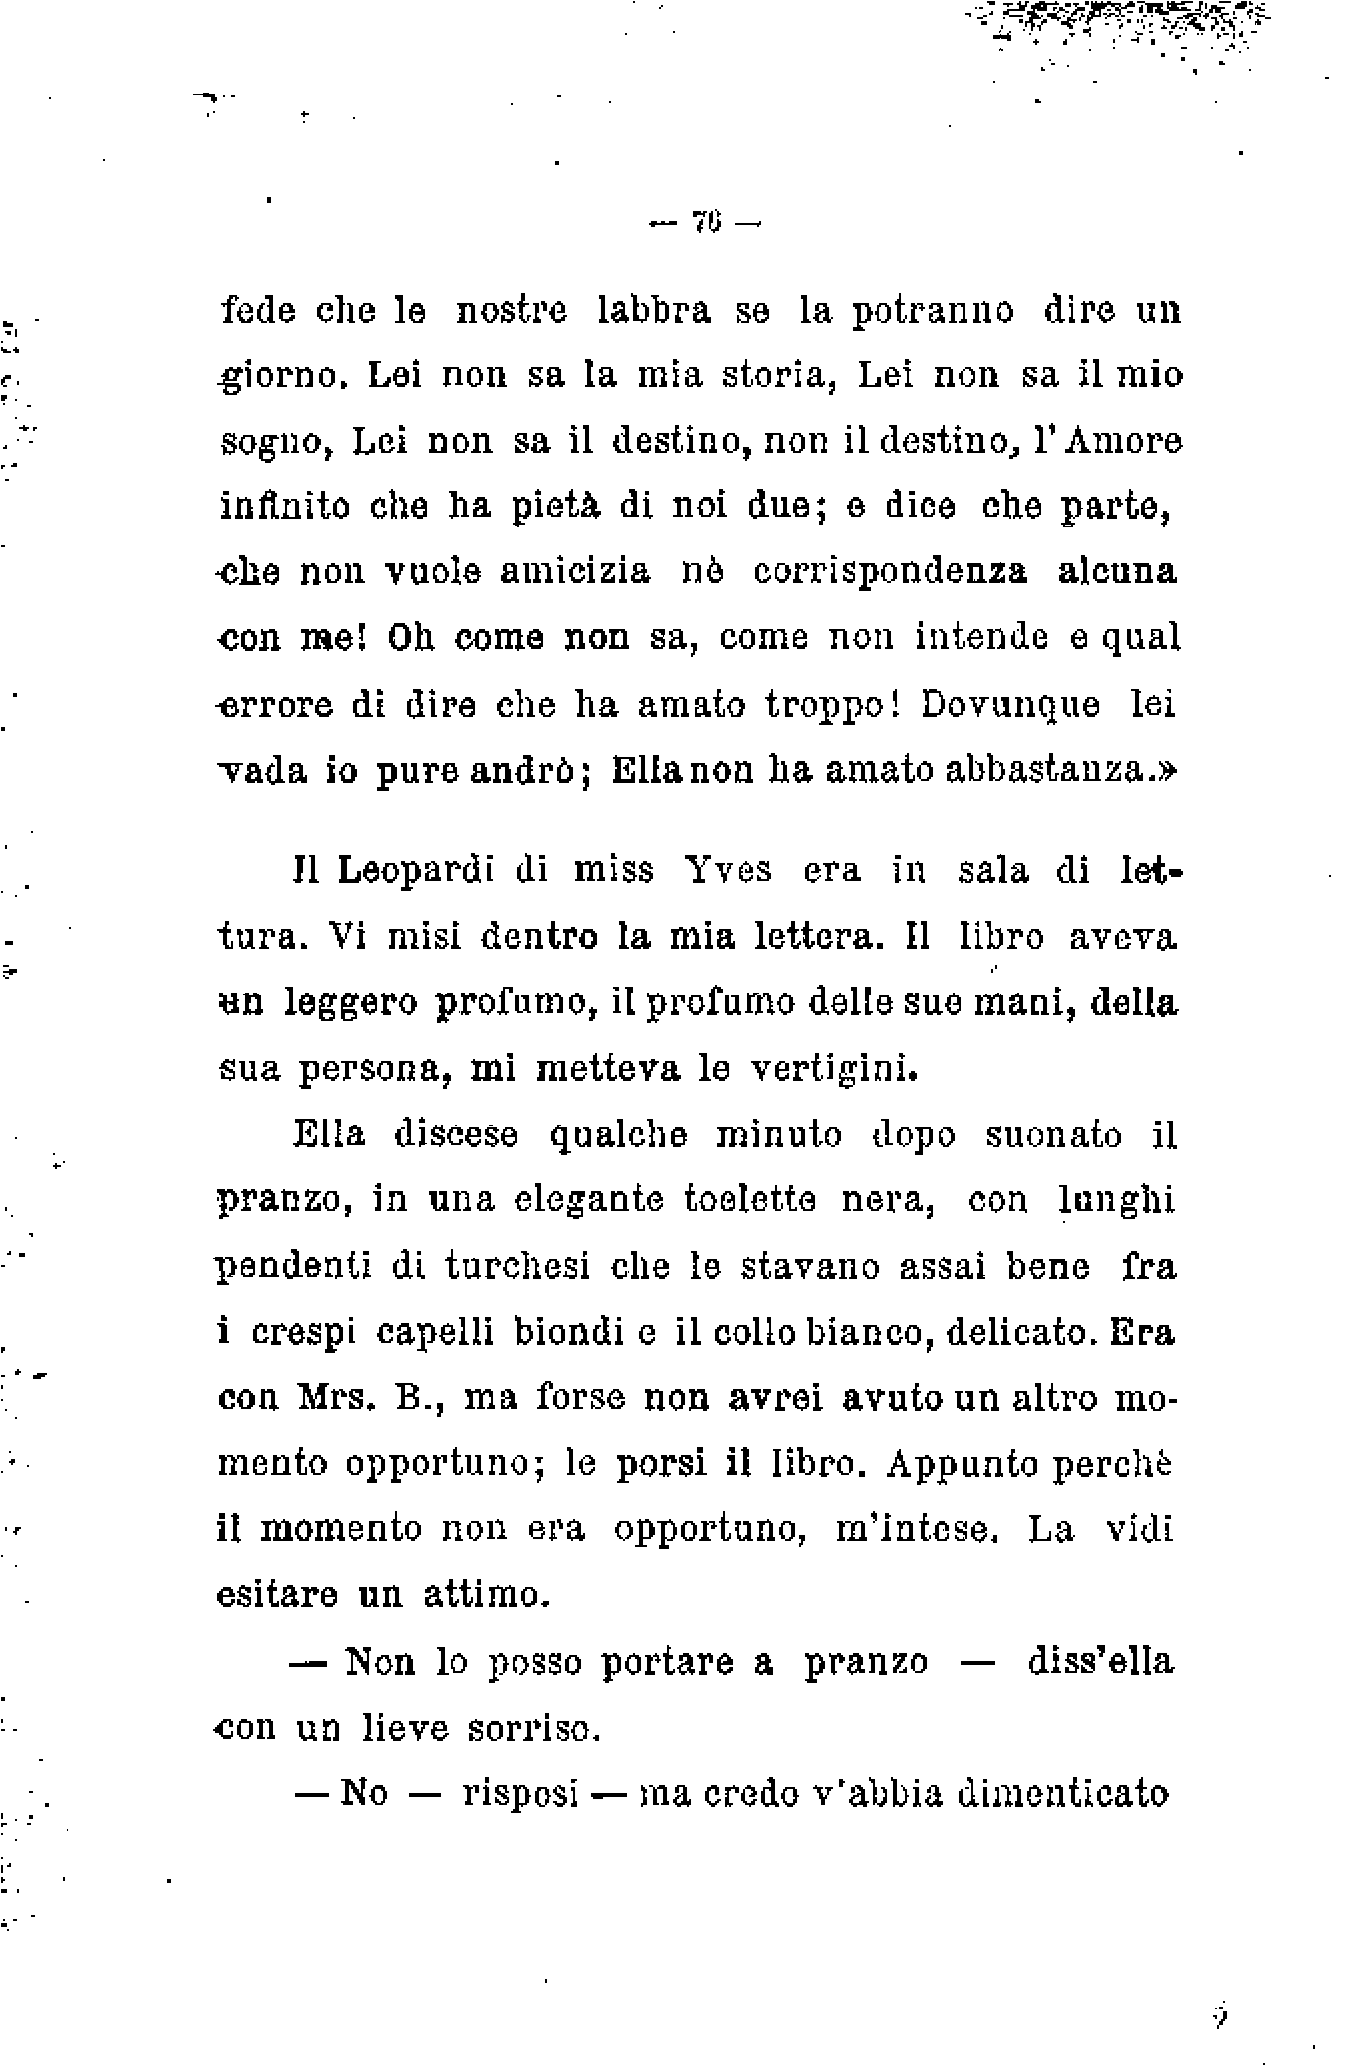 — 76 —
fede che le nostre labbra se la potranno dire un
giorno. Lei non sa la mia storia, Lei non sa il mio
sogno, Lei non sa il destino, non il destino, l'Amore
infinito che ha pietà di noi due; e dice che parte,
che non vuole amicizia nè corrispondenza alcuna
con me! Oh come non sa, come non intende e qual
errore di dire che ha amato troppo! Dovunque lei
vada io pure andrò; Ella non ha amato abbastanza.»
Il Leopardi di miss Yves era in sala di let-
tura. Vi misi dentro la mia lettera. Il libro aveva
un leggero profumo, il profumo delle sue mani, della
sua persona, mi metteva le vertigini.
Ella discese qualche minuto dopo suonato il
pranzo, in una elegante toelette nera, con lunghi
pendenti di turchesi che le stavano assai bene fra
i crespi capelli biondi e il collo bianco, delicato. Era
con Mrs. B., ma forse non avrei avuto un altro mo-
mento opportuno; le porsi il libro. Appunto perchè
il momento non era opportuno, m'intese. La vidi
esitare un attimo.
— Non lo posso portare a pranzo — diss'ella
con un lieve sorriso.
— No — risposi — ma credo v'abbia dimenticato